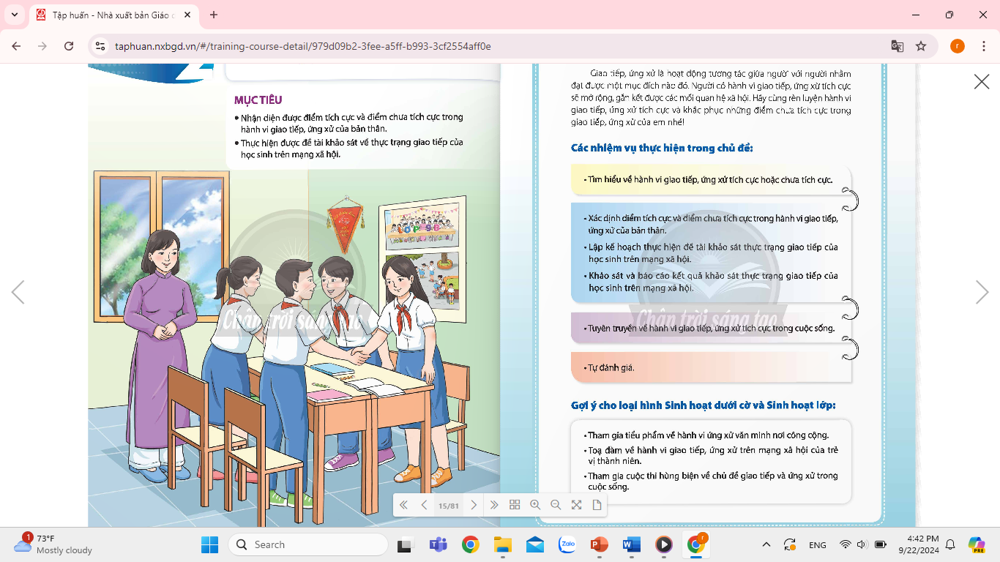 Tập huấn - Nhà xuất bản Giáo
taphuan.nxbgd.vn/#/training-course-detail/979d09b2-3fee-a5ff-b993-3cf2554aff0e
r
MỤC TIÊU
• Nhận diện được điểm tích cực và điểm chưa tích cực trong
hành vi giao tiếp, ứng xử của bản thân.
• Thực hiện được đề tài khảo sát về thực trạng giao tiếp của
học sinh trên mạng xã hội.
LỚP 9B
Chân trời sáng tạo
Giao tiếp, ứng xử là hoạt động tương tác giữa người với người nhằm
đạt được một mục đích nào đó. Người có hành vi giao tiếp, ứng xử tích cực
sẽ mở rộng, gắn kết được các mối quan hệ xã hội. Hãy cùng rèn luyện hành vi
giao tiếp, ứng xử tích cực và khắc phục những điểm chưa tích cực trong
giao tiếp, ứng xử của em nhé!
Các nhiệm vụ thực hiện trong chủ đề:
• Tìm hiểu về hành vi giao tiếp, ứng xử tích cực hoặc chưa tích cực.
• Xác định điểm tích cực và điểm chưa tích cực trong hành vi giao tiếp,
ứng xử của bản thân.
• Lập kế hoạch thực hiện đề tài khảo sát thực trạng giao tiếp của
học sinh trên mạng xã hội.
• Khảo sát và báo cáo kết quả khảo sát thực trạng giao tiếp của
học sinh trên mạng xã hội.
Chân trời sáng tạo
• Tuyên truyền về hành vi giao tiếp, ứng xử tích cực trong cuộc sống.
• Tự đánh giá.
Gợi ý cho loại hình Sinh hoạt dưới cờ và Sinh hoạt lớp:
• Tham gia tiểu phẩm về hành vi ứng xử văn minh nơi công cộng.
• Toạ đàm về hành vi giao tiếp, ứng xử trên mạng xã hội của trẻ
vị thành niên.
• Tham gia cuộc thi hùng biện về chủ đề giao tiếp và ứng xử trong
cuộc sống.
15/81
1
73°F
Mostly cloudy
Search
Zalo
r
ENG
4:42 PM
9/22/2024
PRE